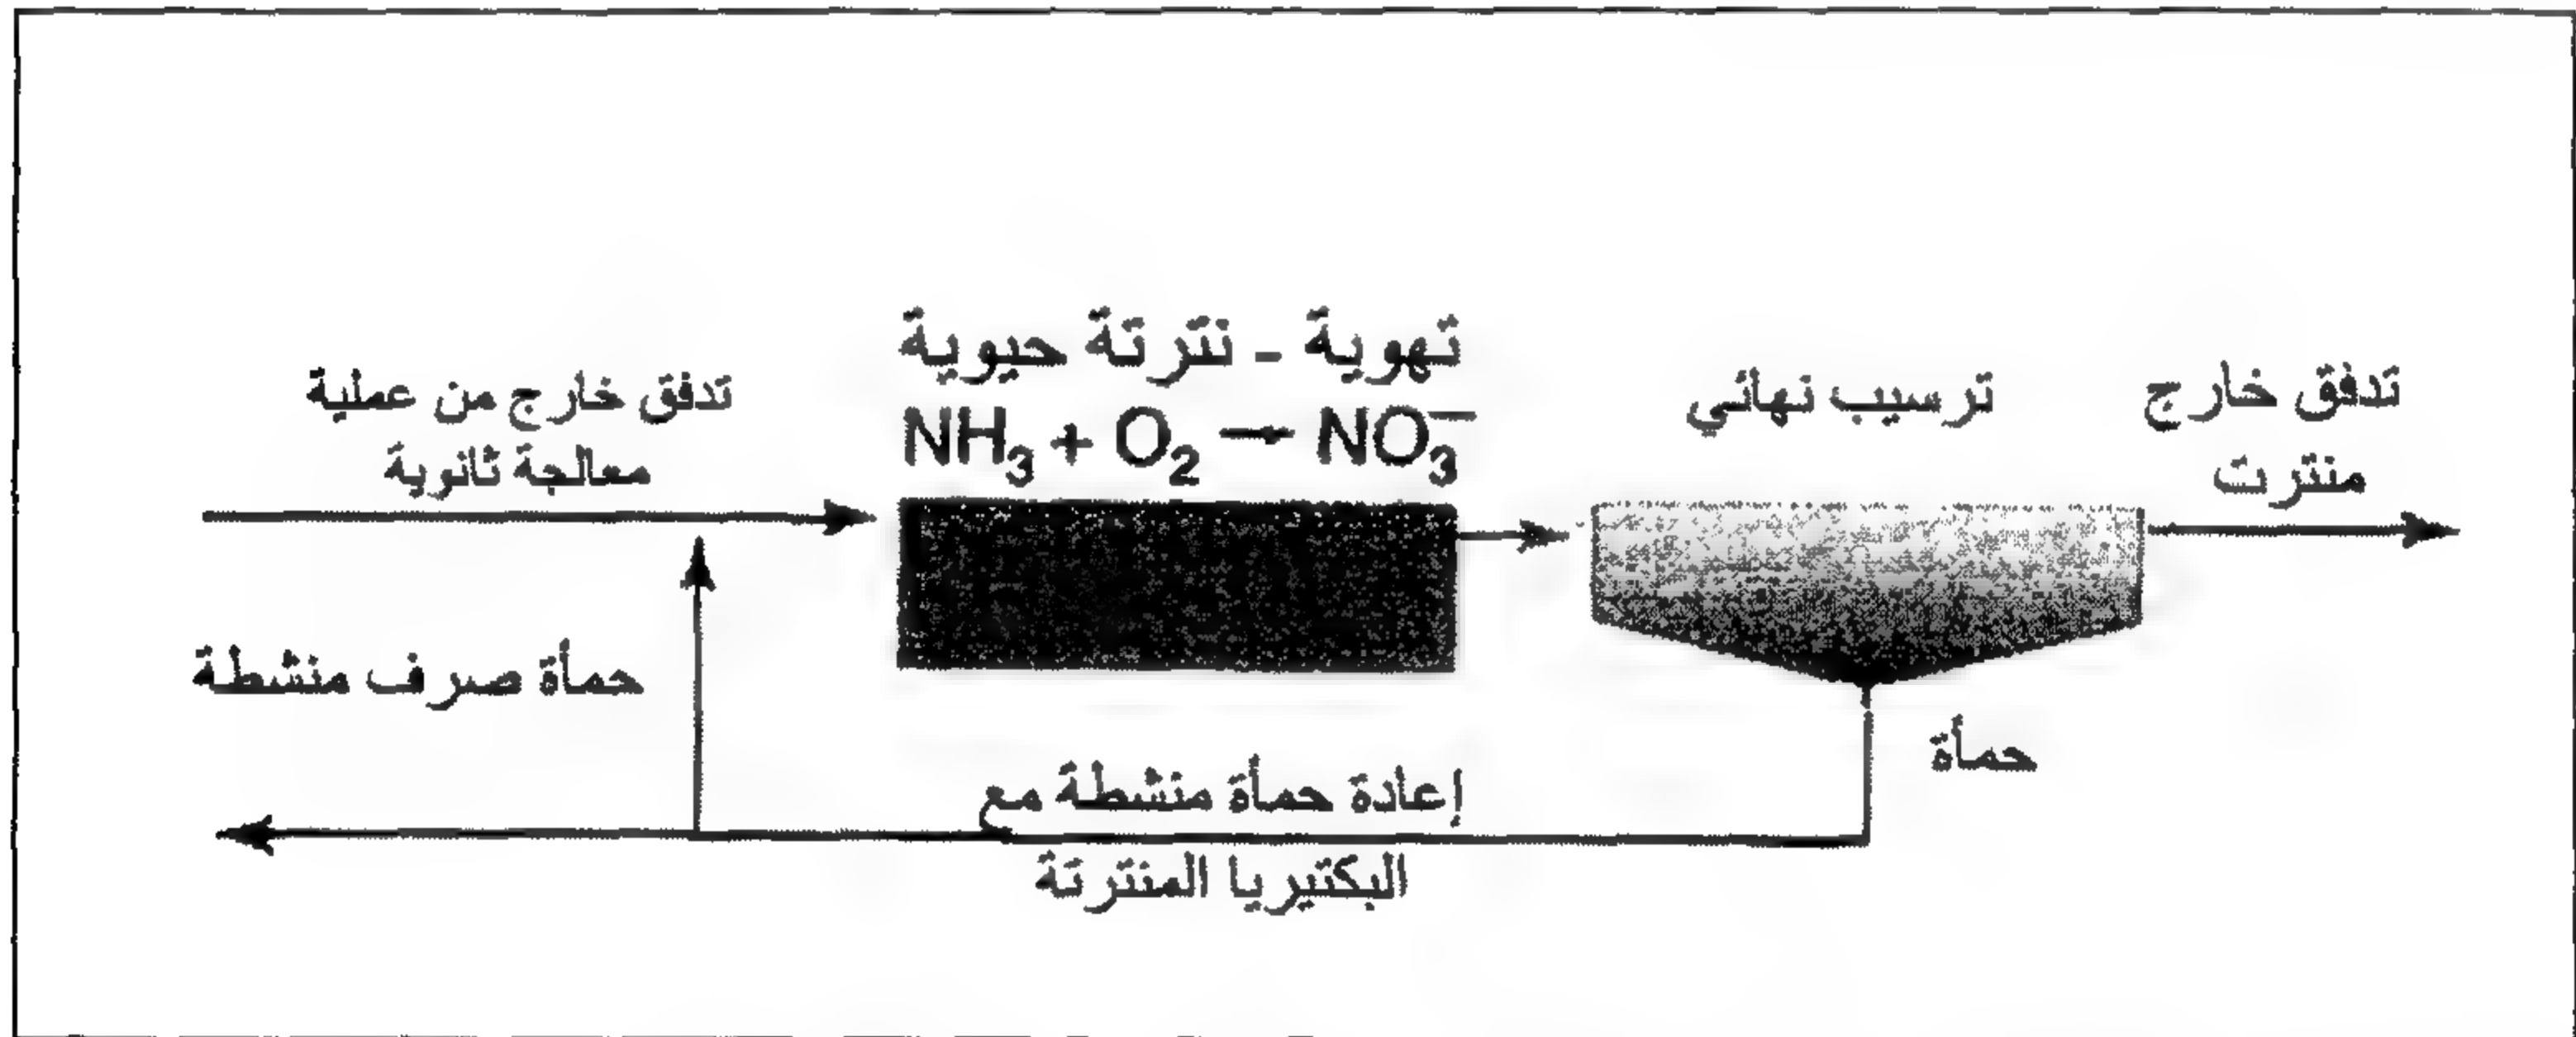 تهوية - نترتة حيوية
NH₃ + O₂ → NO₃⁻
تدفق خارج من عملية
معالجة ثانوية
ترسيب نهائي
تدفق خارج
منترت
حمأة صرف منشطة
حمأة
إعادة حمأة منشطة مع
البكتيريا المنترتة